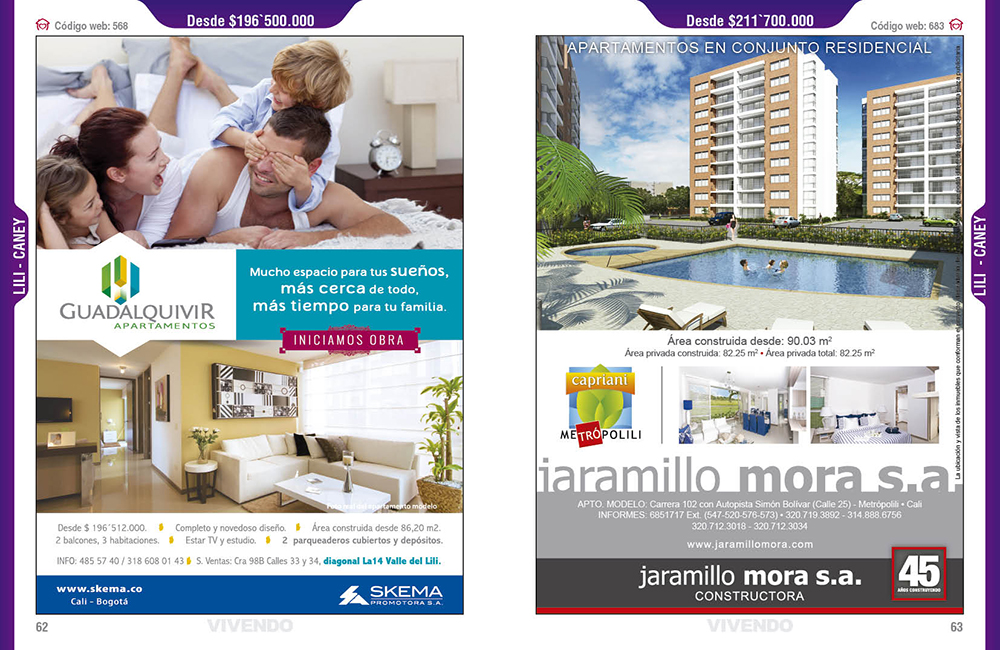 Código web: 568
Desde $196`500.000
LILI - CANEY
GUADALQUIVIR
APARTAMENTOS
Mucho espacio para tus sueños,
más cerca de todo,
más tiempo para tu familia.
INICIAMOS OBRA
Desde $ 196´512.000. Completo y novedoso diseño. Área construida desde 86,20 m2.
2 balcones, 3 habitaciones. Estar TV y estudio. 2 parqueaderos cubiertos y depósitos.
INFO: 485 57 40 / 318 608 01 43 S. Ventas: Cra 98B Calles 33 y 34, diagonal La14 Valle del Lili.
www.skema.co
Cali - Bogotá
SKEMA
PROMOTORA S.A.
62
VIVENDO
Desde $211`700.000
Código web: 683
APARTAMENTOS EN CONJUNTO RESIDENCIAL
Área construida desde: 90.03 m²
Área privada construida: 82.25 m² • Área privada total: 82.25 m²
capriani
METRÓPOLILI
jaramillo mora s.a.
APTO. MODELO: Carrera 102 con Autopista Simón Bolívar (Calle 25) - Metrópoli • Cali
INFORMES: 6851717 Ext. (547-520-576-573) • 320.719.3892 - 314.888.6756
320.712.3018 - 320.712.3034
www.jaramillomora.com
jaramillo mora s.a.
CONSTRUCTORA
45
AÑOS CONSTRUYENDO
LILI - CANEY
VIVENDO
63